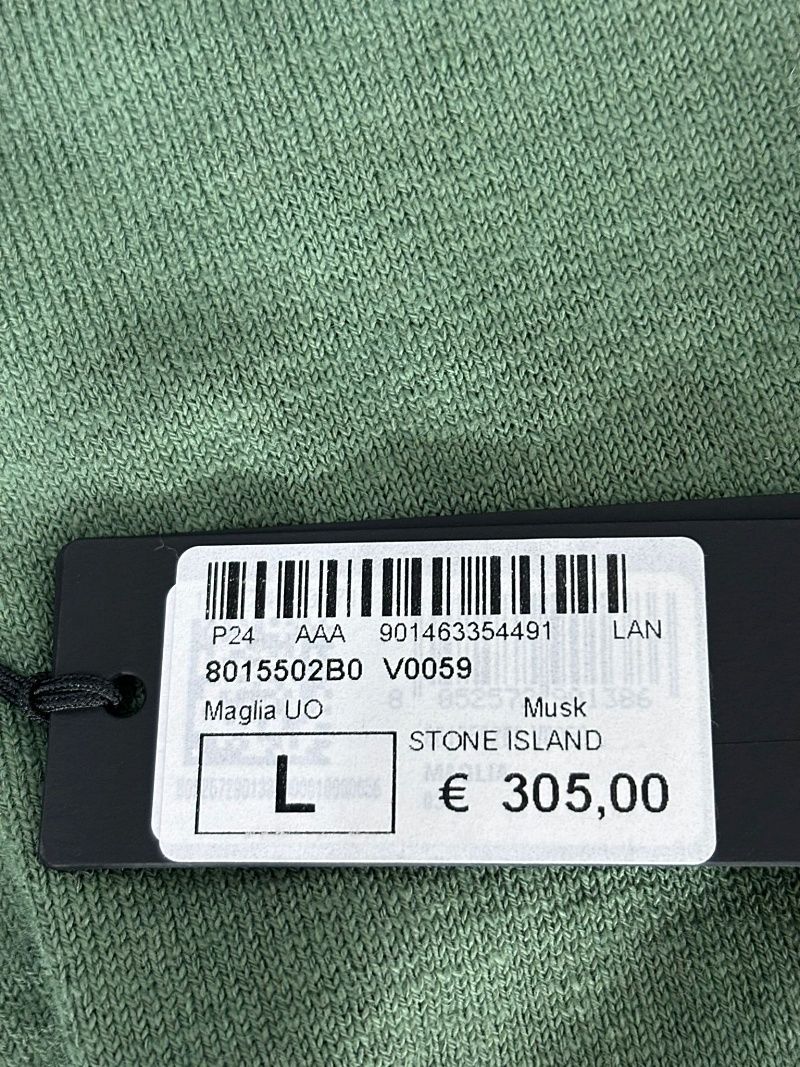 P24 AAA 901463354491 LAN
8015502B0 V0059
Maglia UO Musk
STONE ISLAND
L € 305,00